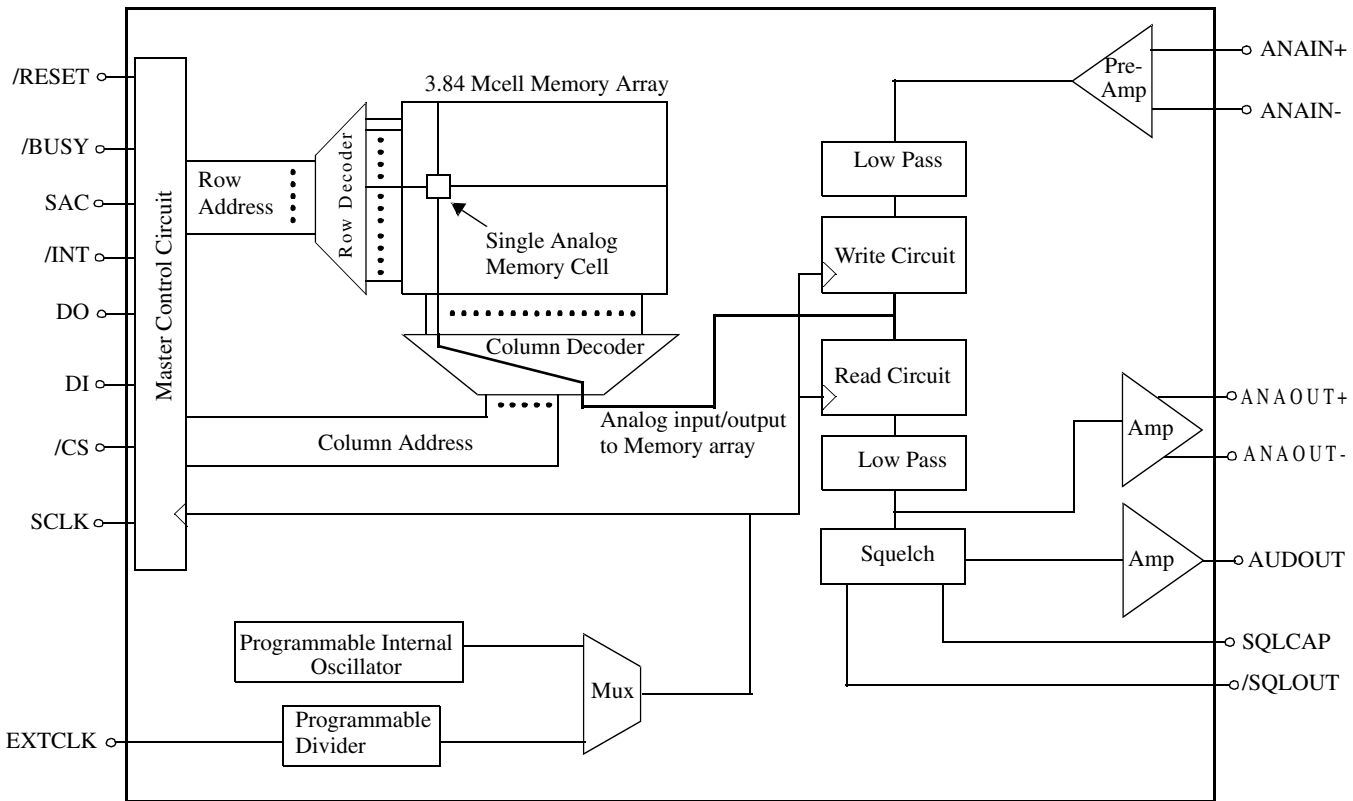 /RESET
/BUSY
SAC
/INT
DO
DI
/CS
SCLK
EXTCLK
Master Control Circuit
Row
Address
Row Decoder
3.84 Mcell Memory Array
Single Analog
Memory Cell
Column Decoder
Column Address
Analog input/output
to Memory array
Programmable Internal
Oscillator
Programmable
Divider
Mux
Pre-
Amp
Low Pass
Write Circuit
Read Circuit
Low Pass
Squelch
Amp
Amp
ANAIN+
ANAIN-
ANAOUT+
ANAOUT-
AUDOUT
SQLCAP
/SQLOUT